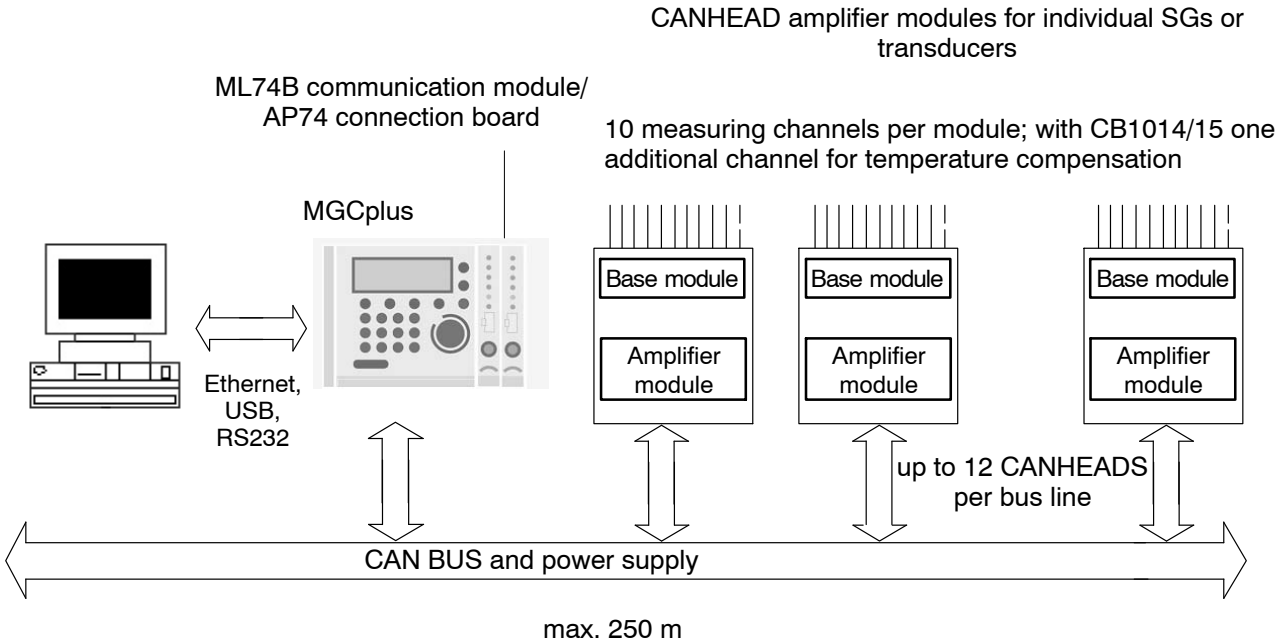 CANHEAD amplifier modules for individual SGs or
transducers
ML74B communication module/
AP74 connection board
10 measuring channels per module; with CB1014/15 one
additional channel for temperature compensation
MGCplus
Base module
Base module
Base module
Amplifier
module
Amplifier
module
Amplifier
module
Ethernet,
USB,
RS232
up to 12 CANHEADS
per bus line
CAN BUS and power supply
max. 250 m